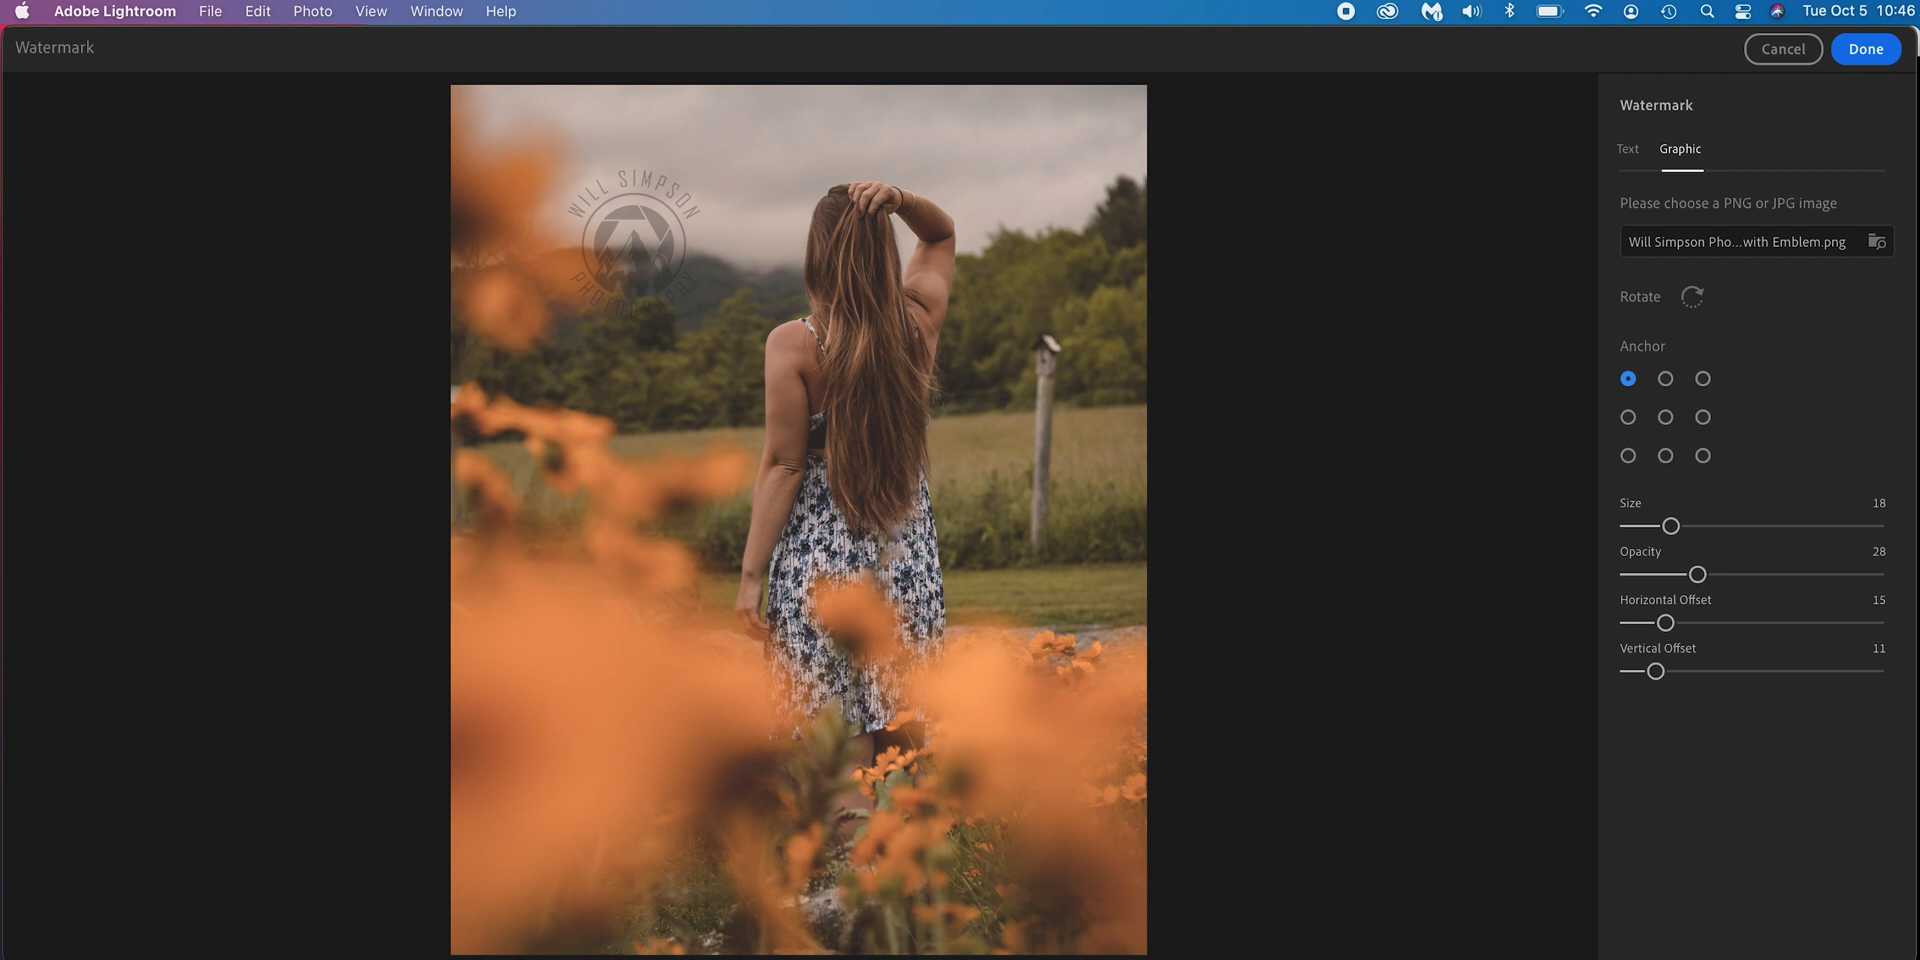 Adobe Lightroom File Edit Photo View Window Help Tue Oct 5 10:46
Watermark
Cancel Done
Watermark
Text Graphic
Please choose a PNG or JPG image
Will Simpson Pho...with Emblem.png
Rotate
Anchor
Size 18
Opacity 28
Horizontal Offset 15
Vertical Offset 11
WILL SIMPSON
PHOTOGRAPHY